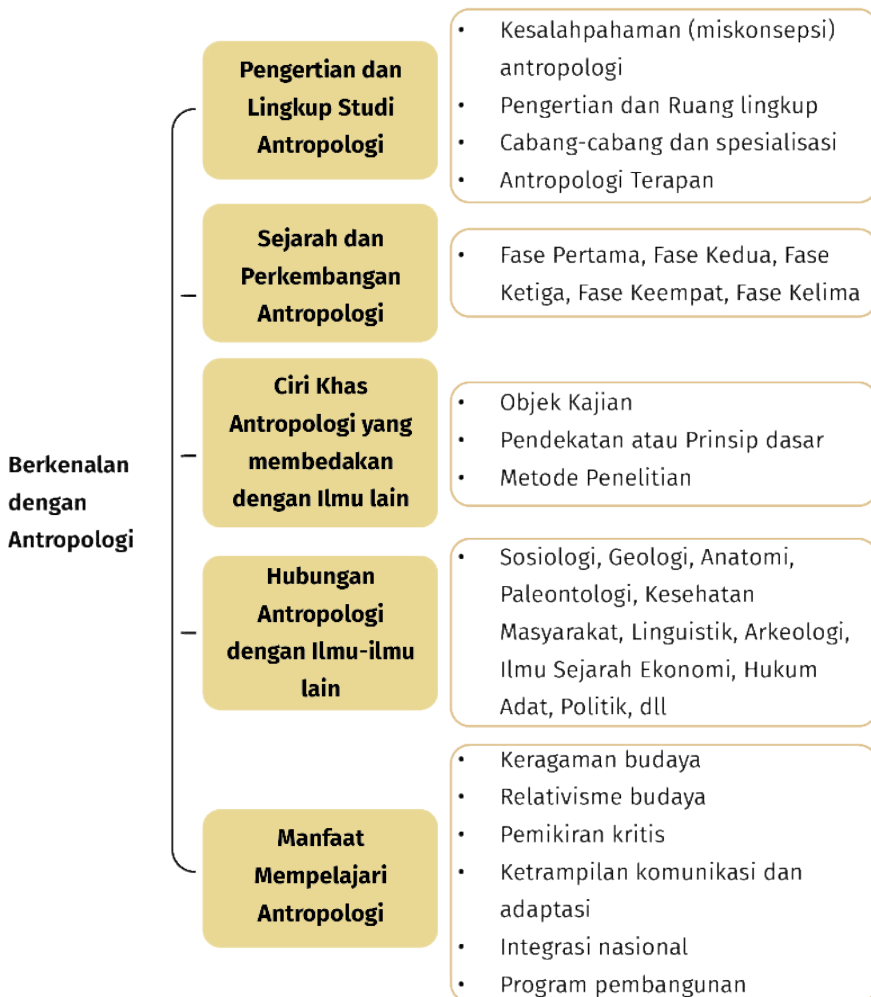 Berkenalan
dengan
Antropologi
Pengertian dan
Lingkup Studi
Antropologi
• Kesalahpahaman (miskonsepsi)
antropologi
• Pengertian dan Ruang lingkup
• Cabang-cabang dan spesialisasi
• Antropologi Terapan
Sejarah dan
Perkembangan
Antropologi
• Fase Pertama, Fase Kedua, Fase
Ketiga, Fase Keempat, Fase Kelima
Ciri Khas
Antropologi yang
membedakan
dengan Ilmu lain
• Objek Kajian
• Pendekatan atau Prinsip dasar
• Metode Penelitian
Hubungan
Antropologi
dengan Ilmu-ilmu
lain
• Sosiologi, Geologi, Anatomi,
Paleontologi, Kesehatan
Masyarakat, Linguistik, Arkeologi,
Ilmu Sejarah Ekonomi, Hukum
Adat, Politik, dll
Manfaat
Mempelajari
Antropologi
• Keragaman budaya
• Relativisme budaya
• Pemikiran kritis
• Ketrampilan komunikasi dan
adaptasi
• Integrasi nasional
• Program pembangunan